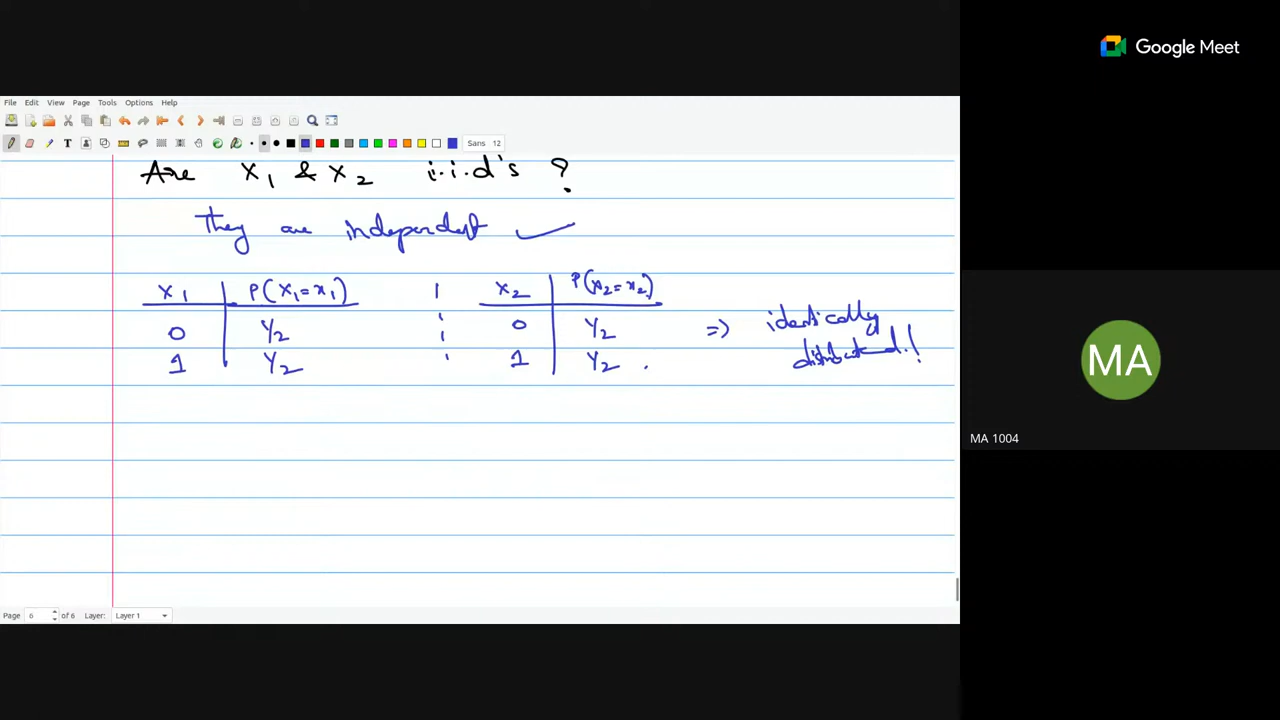 Google Meet
File Edit View Page Tools Options Help
Sans 12
Are X₁ & X₂ i.i.d's ?
They are independent ✓
X₁ | P(X₁=x₁) | X₂ | P(X₂=x₂)
0 | 1/2 | 0 | 1/2 => identically
1 | 1/2 | 1 | 1/2 . distributed.!
MA
MA 1004
Page 6 of 6 Layer: Layer 1